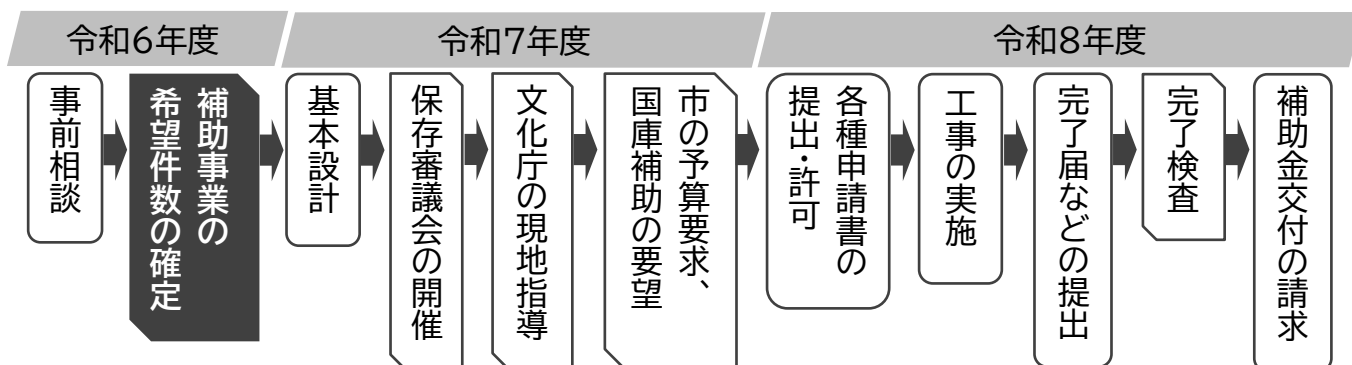 令和6年度
令和7年度
令和8年度
事前相談
補助事業の
希望件数の確定
基本設計
保存審議会の開催
文化庁の現地指導
市の予算要求、
国庫補助の要望
各種申請書の
提出・許可
工事の実施
完了届などの提出
完了検査
補助金交付の請求